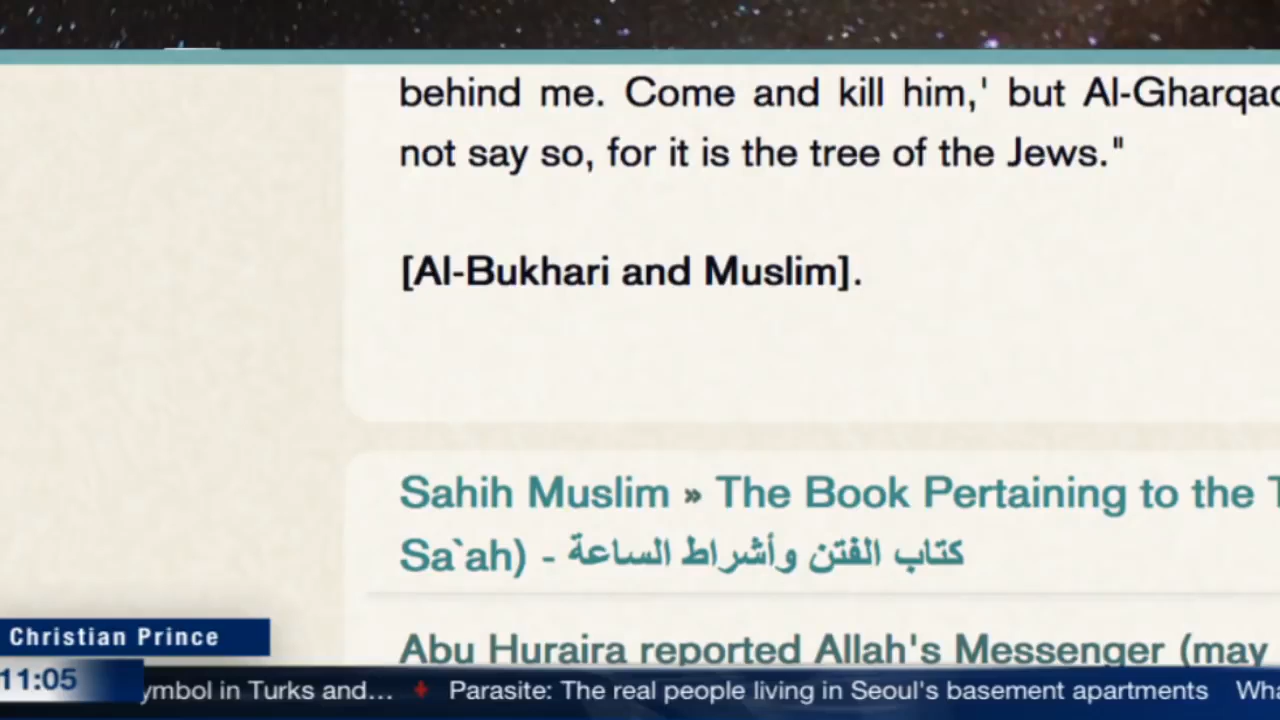 behind me. Come and kill him,' but Al-Gharqad
not say so, for it is the tree of the Jews."
[Al-Bukhari and Muslim].
Sahih Muslim » The Book Pertaining to the T
Sa`ah) - كتاب الفتن وأشراط الساعة
Abu Huraira reported Allah's Messenger (may
Christian Prince
11:05
ymbol in Turks and... Parasite: The real people living in Seoul's basement apartments Wha